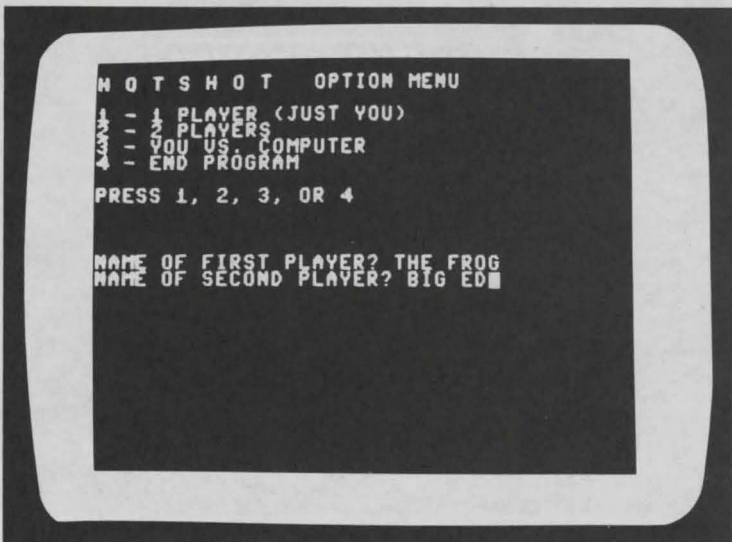 H O T S H O T   OPTION MENU
1 - 1 PLAYER (JUST YOU)
2 - 2 PLAYERS
3 - YOU VS. COMPUTER
4 - END PROGRAM
PRESS 1, 2, 3, OR 4
NAME OF FIRST PLAYER? THE FROG
NAME OF SECOND PLAYER? BIG ED